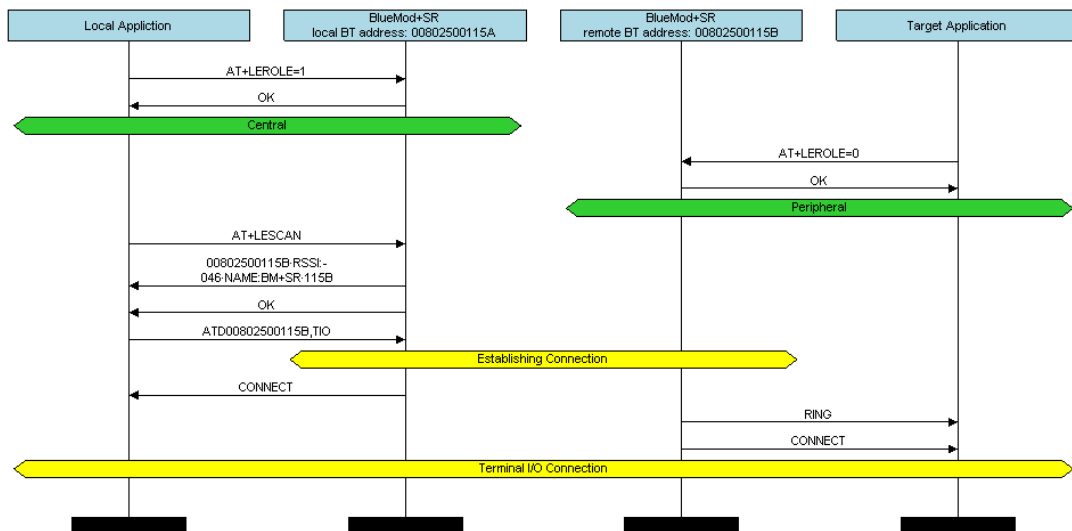 Local Appliction
BlueMod+SR
local BT address: 00802500115A
BlueMod+SR
remote BT address: 00802500115B
Target Application
AT+LEROLE=1
OK
Central
AT+LEROLE=0
OK
Peripheral
AT+LESCAN
00802500115B·RSSI:-
046·NAME:BM+SR·115B
OK
ATD00802500115B,TIO
Establishing Connection
CONNECT
RING
CONNECT
Terminal I/O Connection